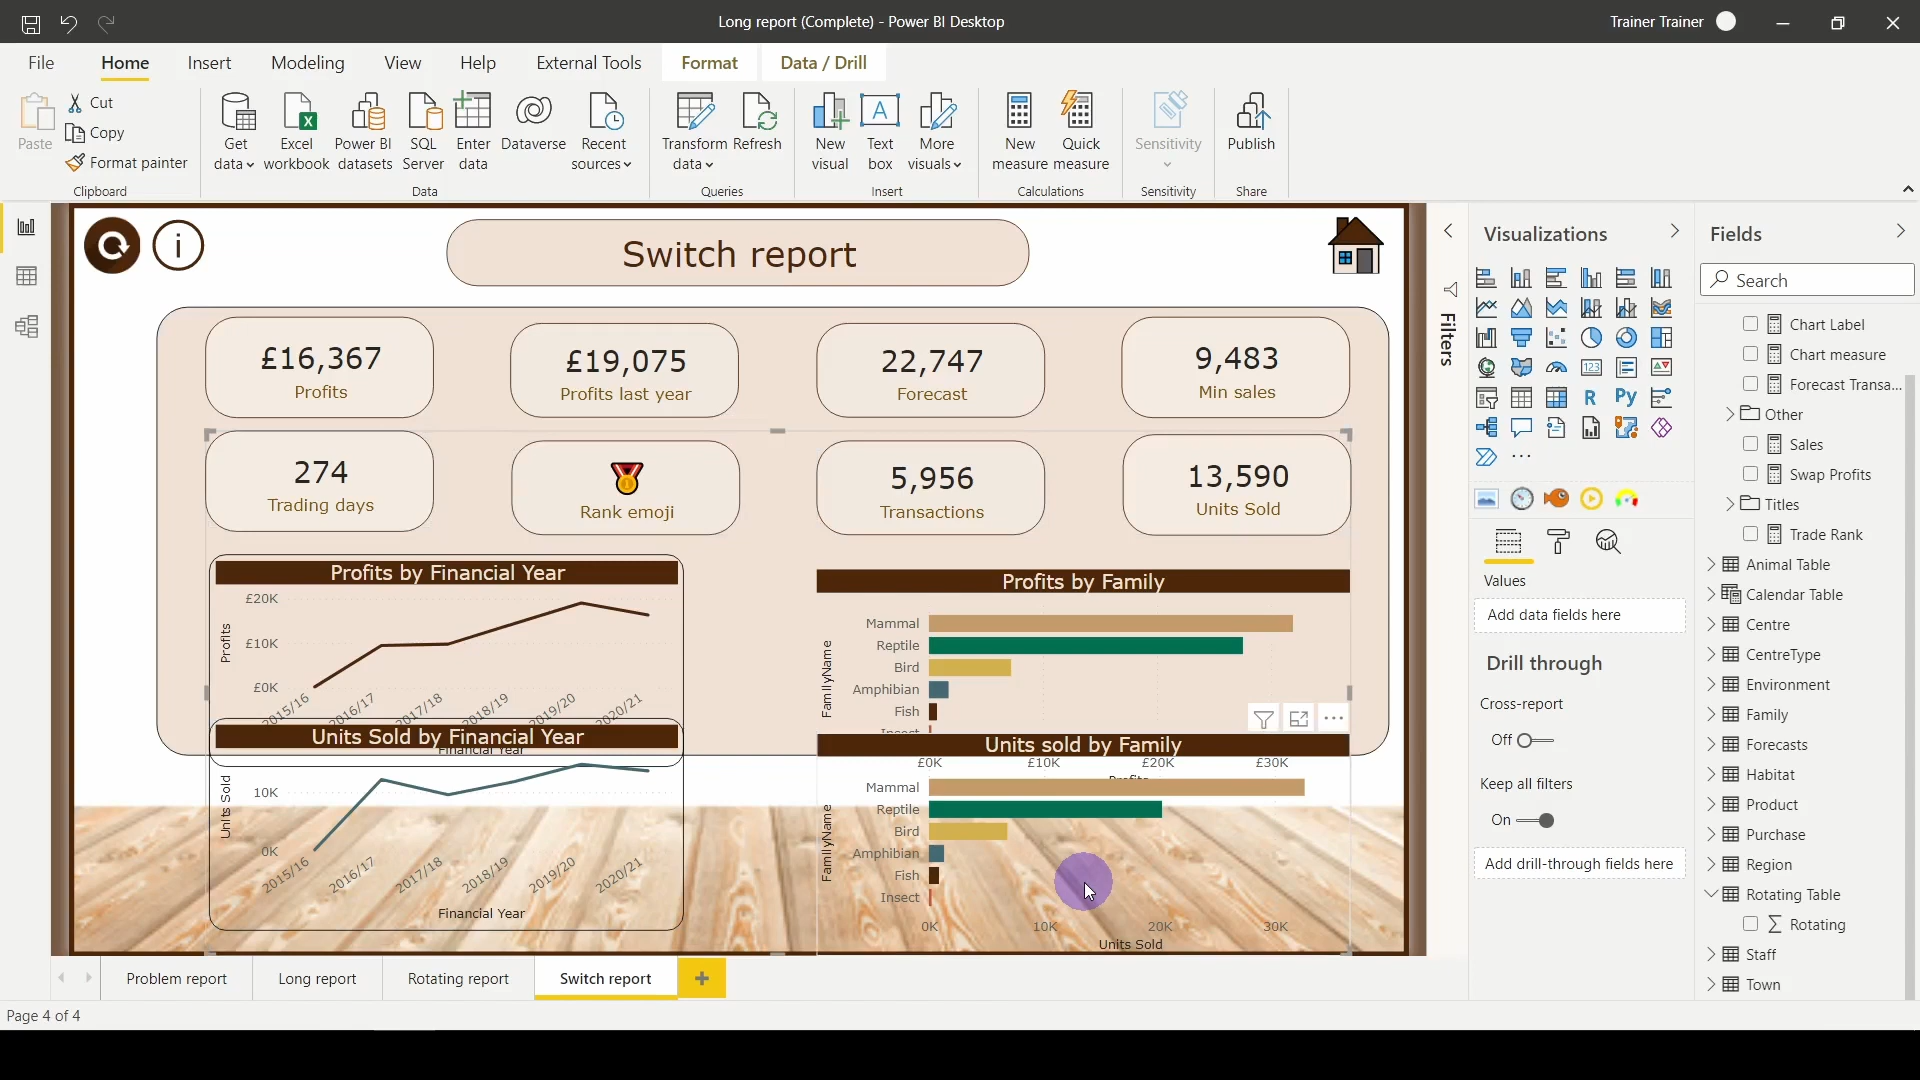 Long report (Complete) - Power BI Desktop
Trainer Trainer
File
Home
Insert
Modeling
View
Help
External Tools
Format
Data / Drill
Paste
Cut
Copy
Format painter
Clipboard
Get data
Excel workbook
Power BI datasets
SQL Server
Enter data
Dataverse
Recent sources
Data
Transform data
Refresh
Queries
New visual
Text box
More visuals
Insert
New measure
Quick measure
Calculations
Sensitivity
Sensitivity
Publish
Share
Switch report
£16,367
Profits
£19,075
Profits last year
22,747
Forecast
9,483
Min sales
274
Trading days
Rank emoji
5,956
Transactions
13,590
Units Sold
Profits by Financial Year
£20K
£10K
£0K
Profits
2015/16
2016/17
2017/18
2018/19
2019/20
2020/21
Financial Year
Profits by Family
FamilyName
Mammal
Reptile
Bird
Amphibian
Fish
Insect
£0K
£10K
£20K
£30K
Profits
Units Sold by Financial Year
10K
0K
Units Sold
2015/16
2016/17
2017/18
2018/19
2019/20
2020/21
Financial Year
Units sold by Family
FamilyName
Mammal
Reptile
Bird
Amphibian
Fish
Insect
0K
10K
20K
30K
Units Sold
Filters
Visualizations
R
Py
123
Values
Add data fields here
Drill through
Cross-report
Off
Keep all filters
On
Add drill-through fields here
Fields
Search
Chart Label
Chart measure
Forecast Transa...
Other
Sales
Swap Profits
Titles
Trade Rank
Animal Table
Calendar Table
Centre
CentreType
Environment
Family
Forecasts
Habitat
Product
Purchase
Region
Rotating Table
Rotating
Staff
Town
Problem report
Long report
Rotating report
Switch report
Page 4 of 4